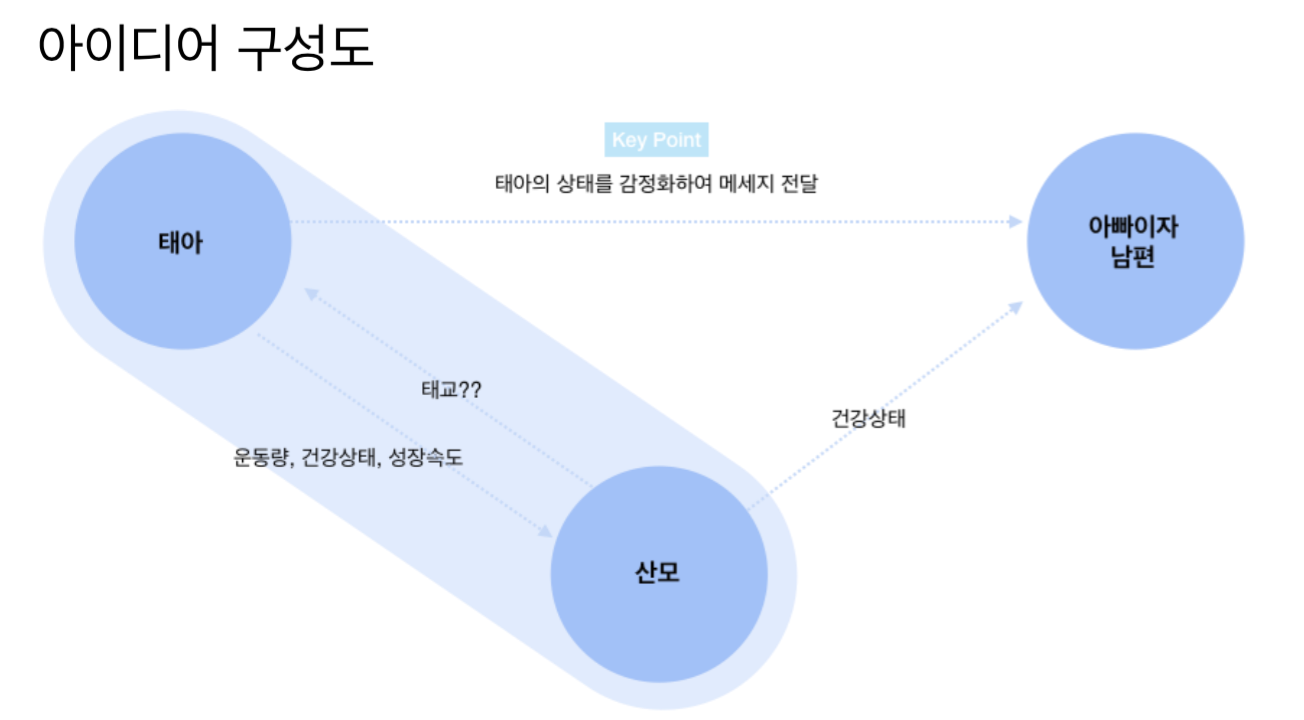 아이디어 구성도
Key Point
태아의 상태를 감정화하여 메세지 전달
태아
아빠이자
남편
태교??
건강상태
운동량, 건강상태, 성장속도
산모